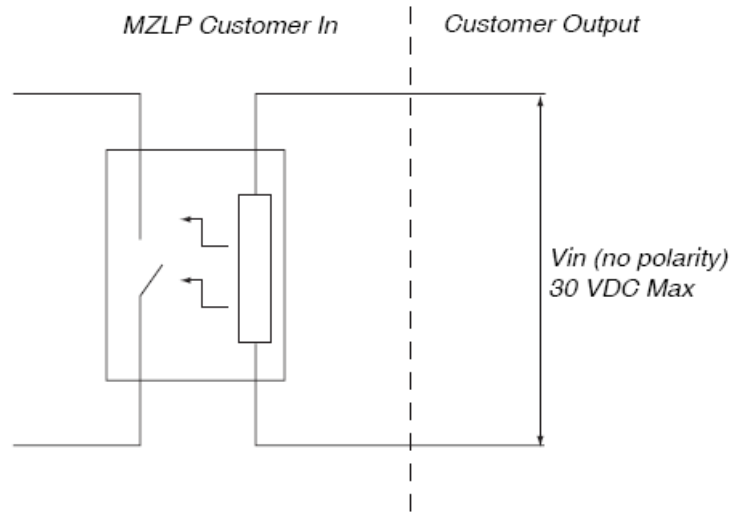 MZLP Customer In
Customer Output
Vin (no polarity)
30 VDC Max